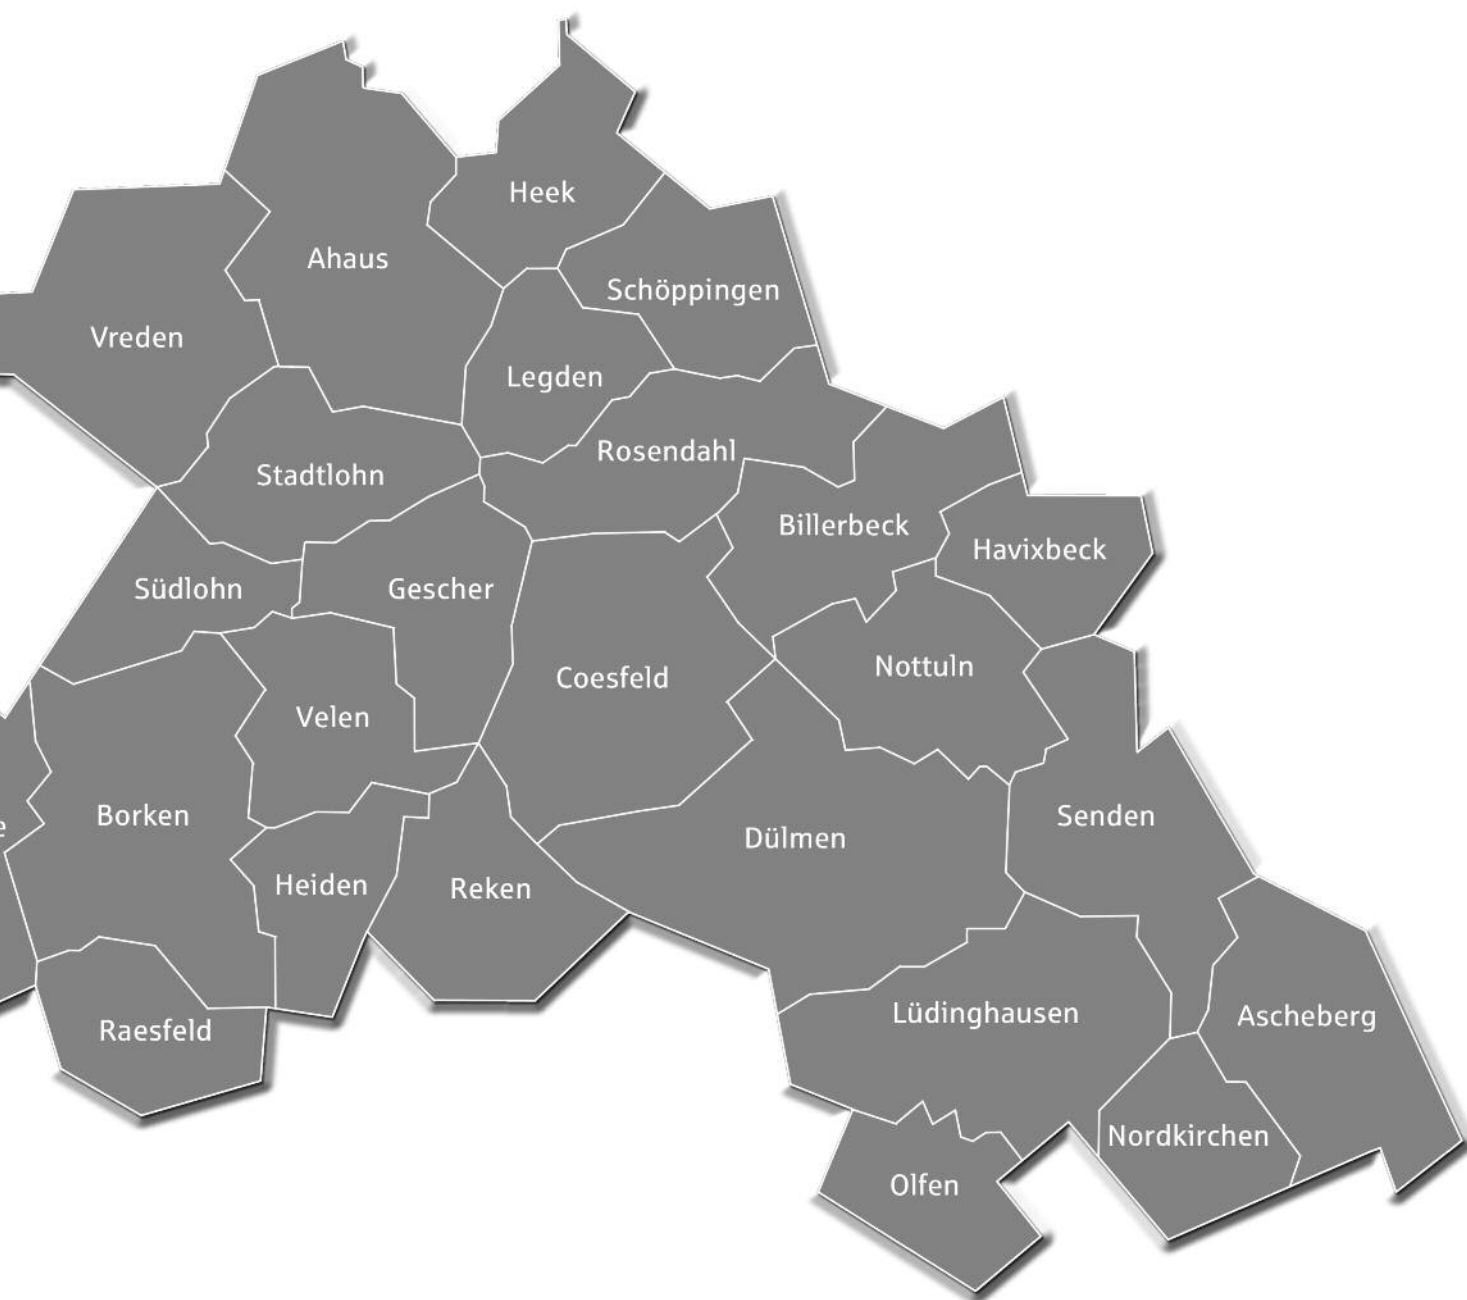 Heek
Ahaus
Schöppingen
Vreden
Legden
Rosendahl
Stadtlohn
Billerbeck
Havixbeck
Südlohn
Gescher
Nottuln
Coesfeld
Velen
Borken
Senden
Dülmen
Heiden
Reken
Lüdinghausen
Ascheberg
Raesfeld
Nordkirchen
Olfen